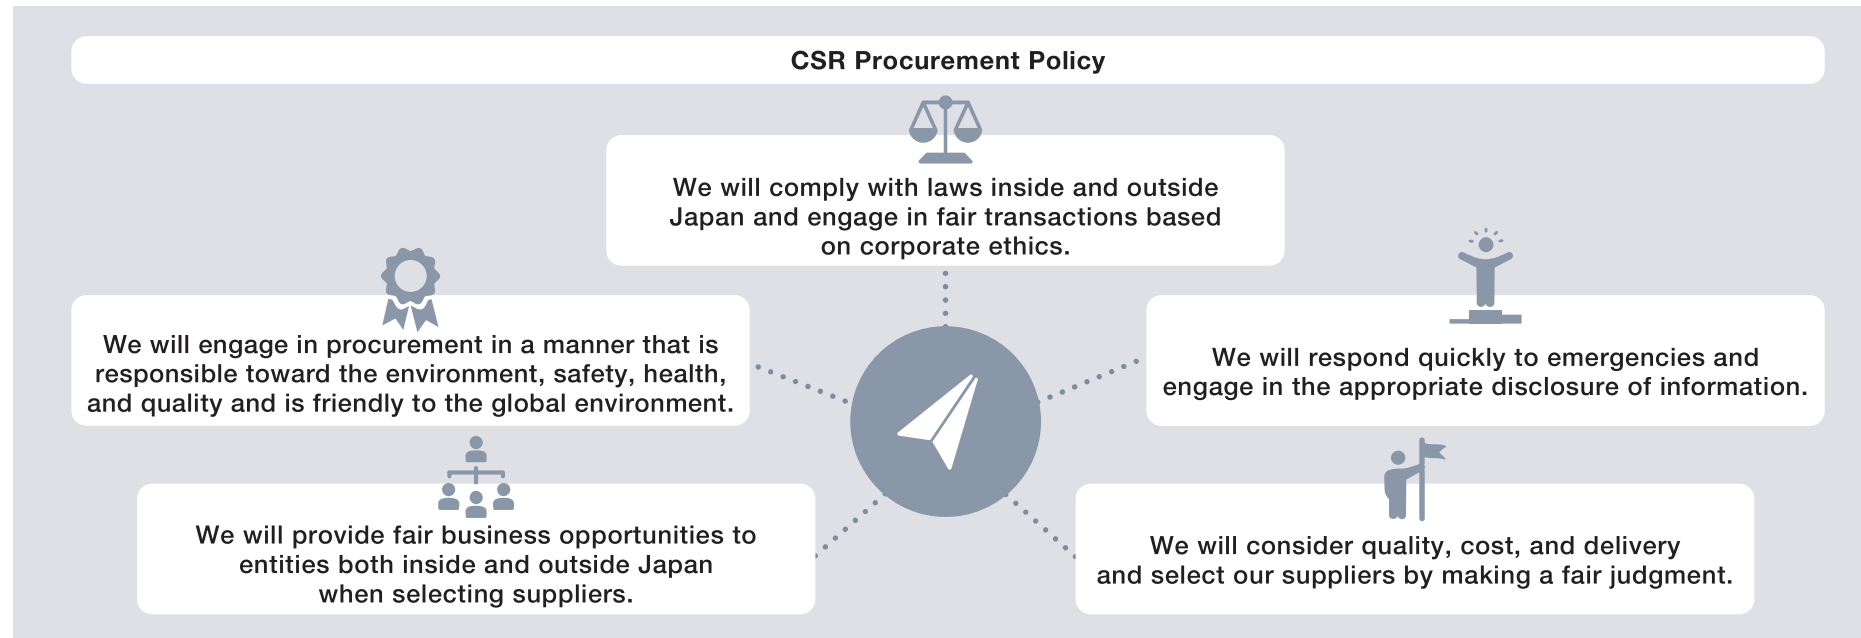 CSR Procurement Policy
We will comply with laws inside and outside
Japan and engage in fair transactions based
on corporate ethics.
We will engage in procurement in a manner that is
responsible toward the environment, safety, health,
and quality and is friendly to the global environment.
We will respond quickly to emergencies and
engage in the appropriate disclosure of information.
We will provide fair business opportunities to
entities both inside and outside Japan
when selecting suppliers.
We will consider quality, cost, and delivery
and select our suppliers by making a fair judgment.